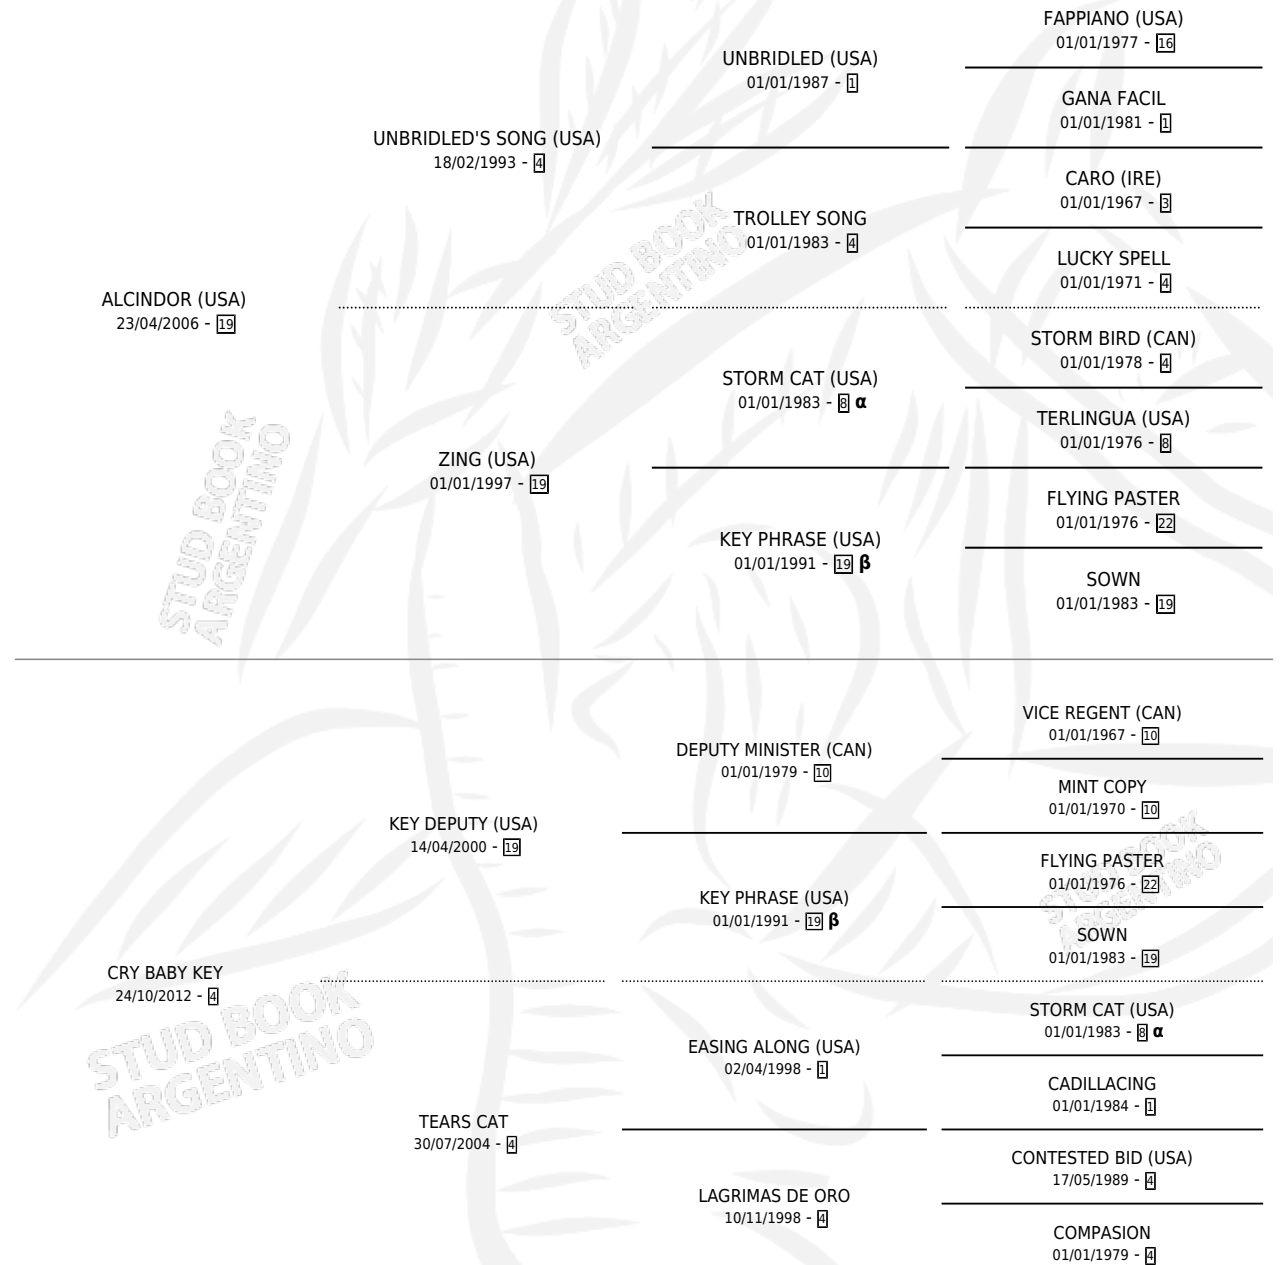 FAPPIANO (USA)
01/01/1977 - 16
UNBRIDLED (USA)
01/01/1987 - 1
GANA FACIL
01/01/1981 - 1
UNBRIDLED'S SONG (USA)
18/02/1993 - 4
CARO (IRE)
01/01/1967 - 3
TROLLEY SONG
01/01/1983 - 4
LUCKY SPELL
01/01/1971 - 4
STUD BOOK
ARGENTINO
ALCINDOR (USA)
23/04/2006 - 19
STORM BIRD (CAN)
01/01/1978 - 4
STORM CAT (USA)
01/01/1983 - 8 α
TERLINGUA (USA)
01/01/1976 - 8
ZING (USA)
01/01/1997 - 19
FLYING PASTER
01/01/1976 - 22
KEY PHRASE (USA)
01/01/1991 - 19 β
SOWN
01/01/1983 - 19
STUD BOOK
ARGENTINO
VICE REGENT (CAN)
01/01/1967 - 10
DEPUTY MINISTER (CAN)
01/01/1979 - 10
MINT COPY
01/01/1970 - 10
KEY DEPUTY (USA)
14/04/2000 - 19
FLYING PASTER
01/01/1976 - 22
KEY PHRASE (USA)
01/01/1991 - 19 β
SOWN
01/01/1983 - 19
STUD BOOK
ARGENTINO
CRY BABY KEY
24/10/2012 - 4
STORM CAT (USA)
01/01/1983 - 8 α
EASING ALONG (USA)
02/04/1998 - 1
CADILLACING
01/01/1984 - 1
STUD BOOK
ARGENTINO
TEARS CAT
30/07/2004 - 4
CONTESTED BID (USA)
17/05/1989 - 4
LAGRIMAS DE ORO
10/11/1998 - 4
COMPASION
01/01/1979 - 4